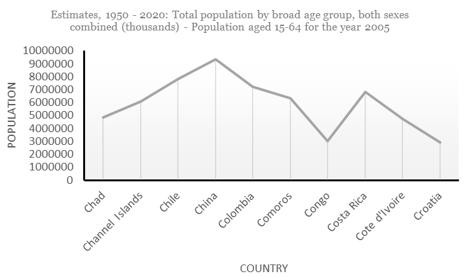 Estimates, 1950 - 2020: Total population by broad age group, both sexes
combined (thousands) - Population aged 15-64 for the year 2005
POPULATION
10000000
9000000
8000000
7000000
6000000
5000000
4000000
3000000
2000000
1000000
0
Chad
Channel Islands
Chile
China
Colombia
Comoros
Congo
Costa Rica
Cote d'Ivoire
Croatia
COUNTRY